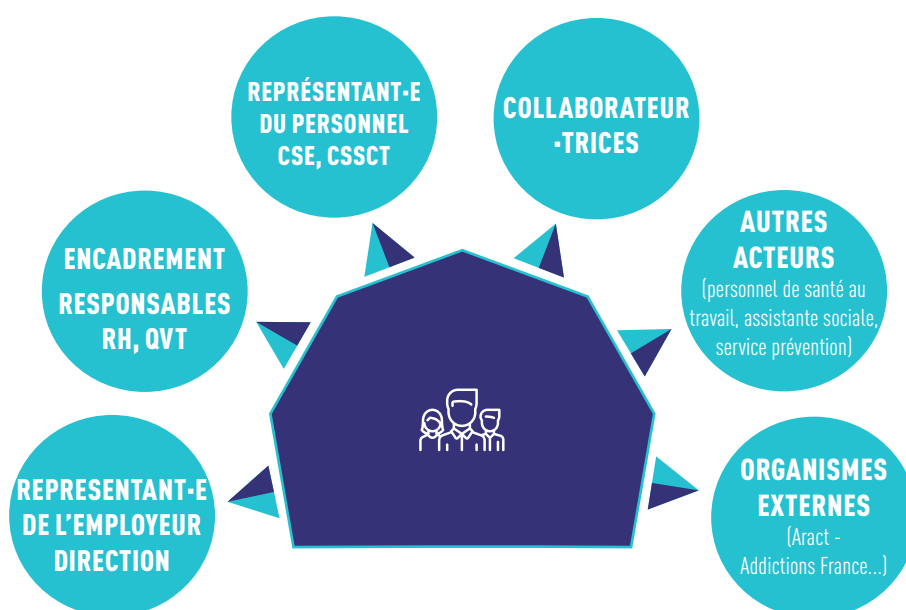 REPRÉSENTANT·E
DU PERSONNEL
CSE, CSSCT
COLLABORATEUR
·TRICES
ENCADREMENT
RESPONSABLES
RH, QVT
AUTRES
ACTEURS
(personnel de santé au
travail, assistante sociale,
service prévention)
REPRESENTANT·E
DE L'EMPLOYEUR
DIRECTION
ORGANISMES
EXTERNES
(Aract -
Addictions France...)